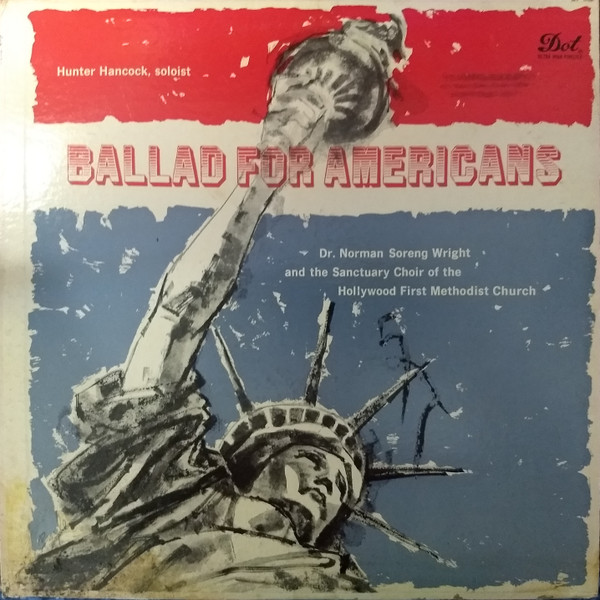 Hunter Hancock, soloist
Dot
BALLAD FOR AMERICANS
Dr. Norman Soreng Wright
and the Sanctuary Choir of the
Hollywood First Methodist Church